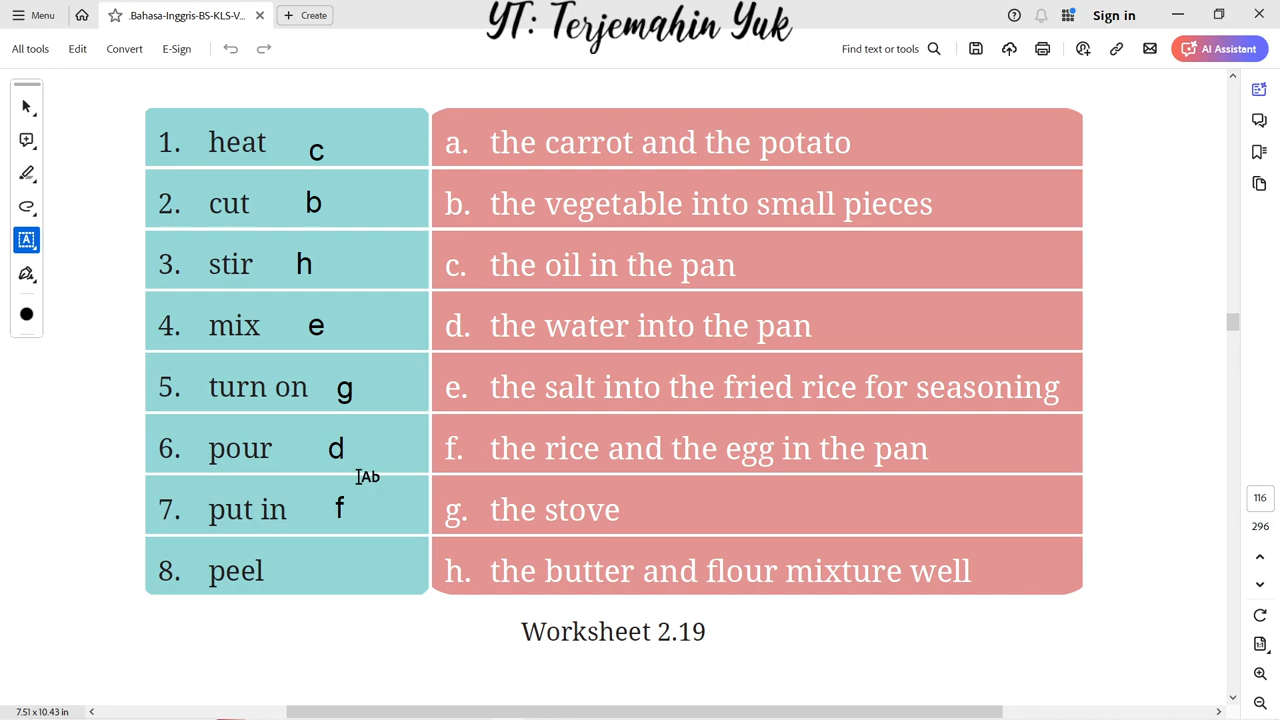 Menu
.Bahasa-Inggris-BS-KLS-V...
Create
YT: Terjemahin Yuk
Sign in
All tools
Edit
Convert
E-Sign
Find text or tools
AI Assistant
1. heat c
a. the carrot and the potato
2. cut b
b. the vegetable into small pieces
3. stir h
c. the oil in the pan
4. mix e
d. the water into the pan
5. turn on g
e. the salt into the fried rice for seasoning
6. pour d
f. the rice and the egg in the pan
Ab
7. put in f
g. the stove
8. peel
h. the butter and flour mixture well
Worksheet 2.19
116
296
7.51 x 10.43 in